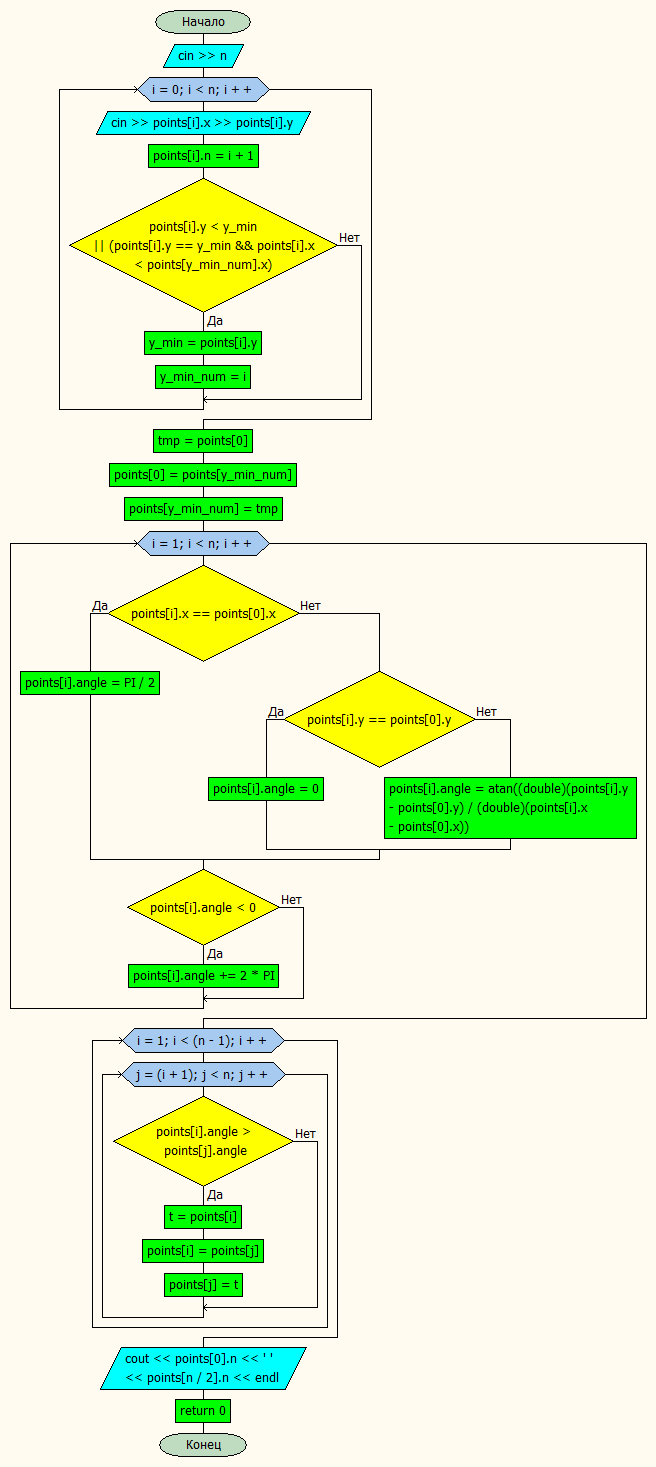 Начало
cin >> n
i = 0; i < n; i + +
cin >> points[i].x >> points[i].y
points[i].n = i + 1
points[i].y < y_min
|| (points[i].y == y_min && points[i].x
< points[y_min_num].x)
Нет
Да
y_min = points[i].y
y_min_num = i
tmp = points[0]
points[0] = points[y_min_num]
points[y_min_num] = tmp
i = 1; i < n; i + +
Да
points[i].x == points[0].x
Нет
points[i].angle = PI / 2
Да
points[i].y == points[0].y
Нет
points[i].angle = 0
points[i].angle = atan((double)(points[i].y
- points[0].y) / (double)(points[i].x
- points[0].x))
points[i].angle < 0
Нет
Да
points[i].angle += 2 * PI
i = 1; i < (n - 1); i + +
j = (i + 1); j < n; j + +
points[i].angle >
points[j].angle
Нет
Да
t = points[i]
points[i] = points[j]
points[j] = t
cout << points[0].n << ' '
<< points[n / 2].n << endl
return 0
Конец